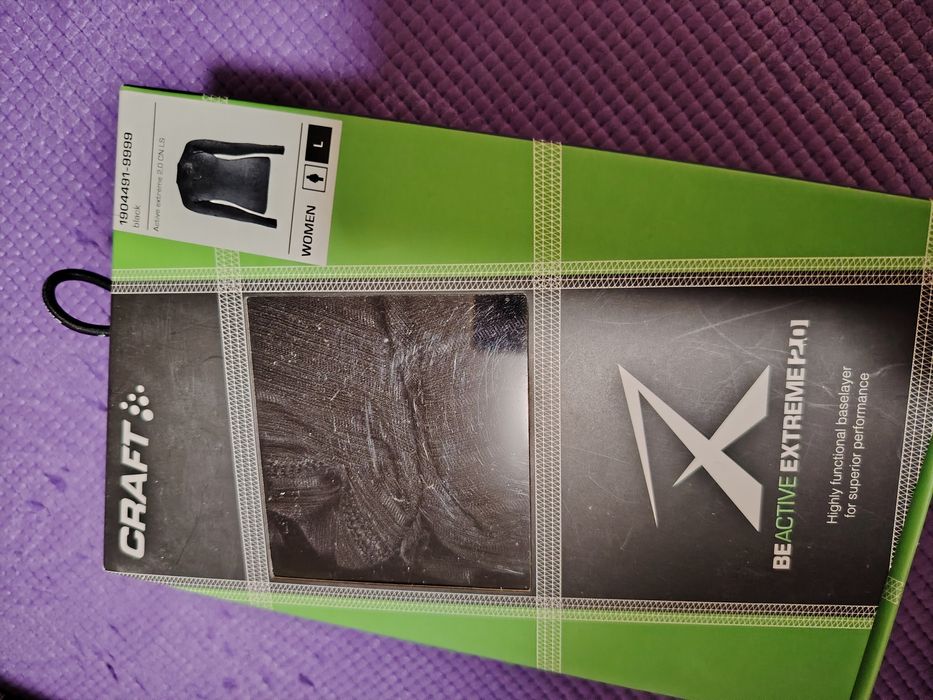 1904491-9999
black
Active extreme 2.0 CN LS
WOMEN
L
CRAFT
BEACTIVE EXTREME 2.0
Highly functional baselayer
for superior performance